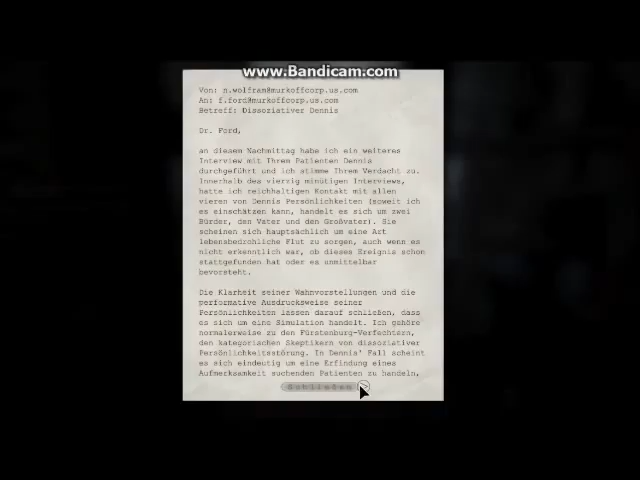 www.Bandicam.com
Von: n.wolfram@murkoffcorp.us.com
An: f.ford@murkoffcorp.us.com
Betreff: Dissoziativer Dennis
Dr. Ford,
an diesem Nachmittag habe ich ein weiteres
Interview mit Ihrem Patienten Dennis
durchgeführt und ich stimme Ihrem Verdacht zu.
Innerhalb des vierzig minütigen Interviews,
hatte ich reichhaltigen Kontakt mit allen
vieren von Dennis Persönlichkeiten (soweit ich
es einschätzen kann, handelt es sich um zwei
Bürder, den Vater und den Großvater). Sie
scheinen sich hauptsächlich um eine Art
lebensbedrohliche Flut zu sorgen, auch wenn es
nicht erkenntlich war, ob dieses Ereignis schon
stattgefunden hat oder es unmittelbar
bevorsteht.
Die Klarheit seiner Wahnvorstellungen und die
performative Ausdrucksweise seiner
Persönlichkeiten lassen darauf schließen, dass
es sich um eine Simulation handelt. Ich gehöre
normalerweise zu den Fürstenburg-Verfechtern,
den kategorischen Skeptikern von dissoziativer
Persönlichkeitsstörung. In Dennis' Fall scheint
es sich eindeutig um eine Erfindung eines
Aufmerksamkeit suchenden Patienten zu handeln,
Schließen